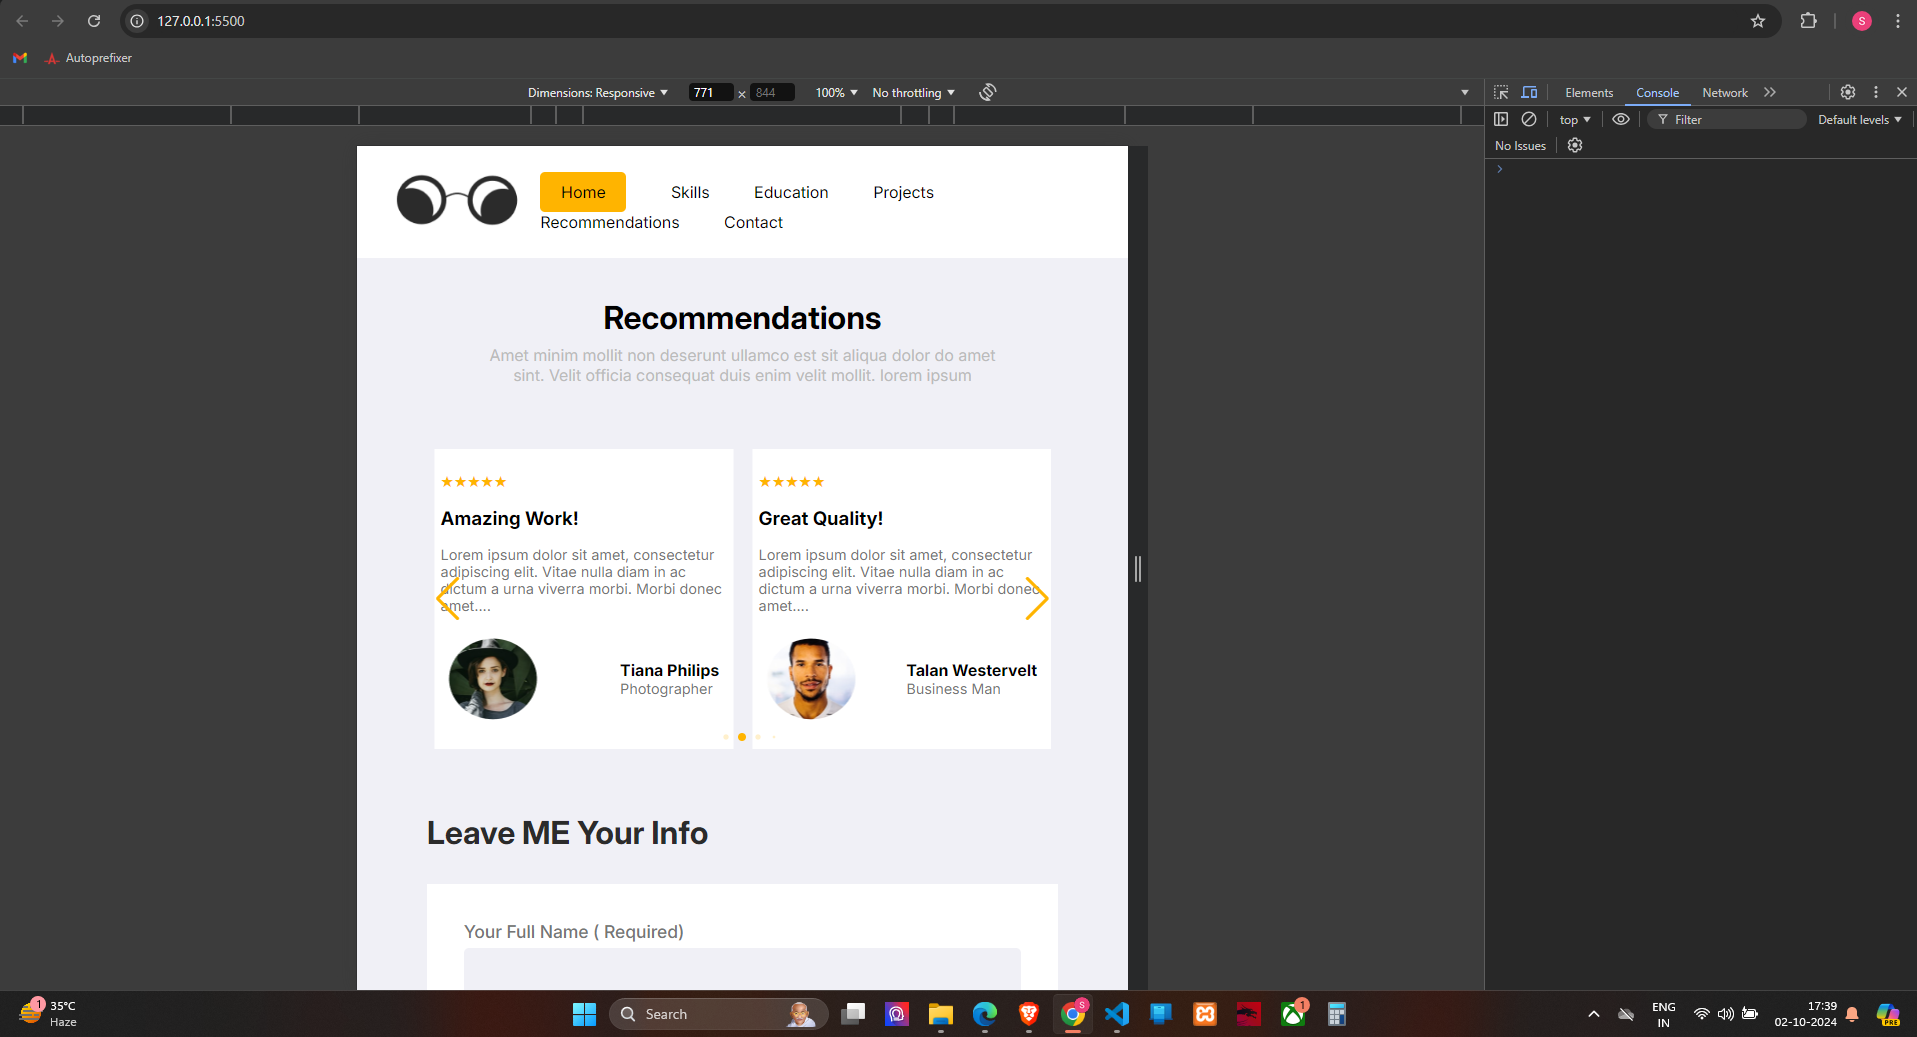 127.0.0.1:5500
S
Autoprefixer
Dimensions: Responsive 771 × 844 100% No throttling
Elements Console Network
top Filter Default levels
No Issues
Home Skills Education Projects
Recommendations Contact
Recommendations
Amet minim mollit non deserunt ullamco est sit aliqua dolor do amet
sint. Velit officia consequat duis enim velit mollit. lorem ipsum
★★★★★
Amazing Work!
Lorem ipsum dolor sit amet, consectetur
adipiscing elit. Vitae nulla diam in ac
dictum a urna viverra morbi. Morbi donec
amet....
Tiana Philips
Photographer
★★★★★
Great Quality!
Lorem ipsum dolor sit amet, consectetur
adipiscing elit. Vitae nulla diam in ac
dictum a urna viverra morbi. Morbi donec
amet....
Talan Westervelt
Business Man
Leave ME Your Info
Your Full Name ( Required)
1
35°C
Haze
Search
S
1
ENG
IN
17:39
02-10-2024
PRE